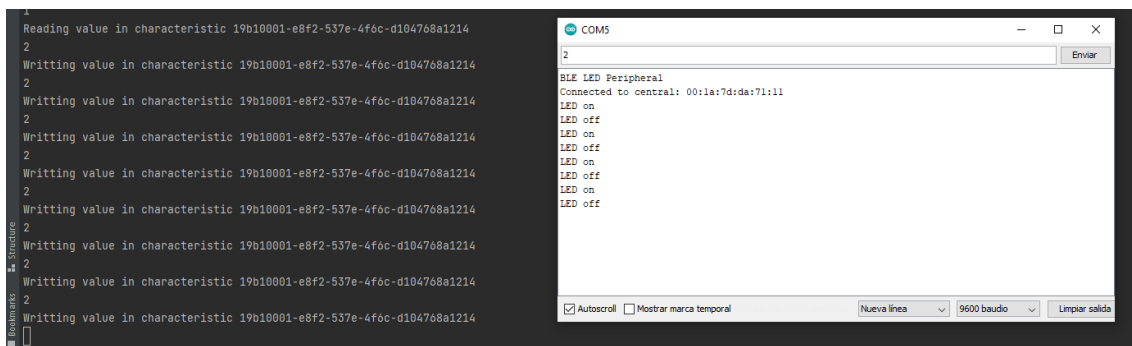 1
Reading value in characteristic 19b10001-e8f2-537e-4f6c-d104768a1214
2
Writting value in characteristic 19b10001-e8f2-537e-4f6c-d104768a1214
2
Writting value in characteristic 19b10001-e8f2-537e-4f6c-d104768a1214
2
Writting value in characteristic 19b10001-e8f2-537e-4f6c-d104768a1214
2
Writting value in characteristic 19b10001-e8f2-537e-4f6c-d104768a1214
2
Writting value in characteristic 19b10001-e8f2-537e-4f6c-d104768a1214
2
Writting value in characteristic 19b10001-e8f2-537e-4f6c-d104768a1214
2
Writting value in characteristic 19b10001-e8f2-537e-4f6c-d104768a1214
2
Writting value in characteristic 19b10001-e8f2-537e-4f6c-d104768a1214
Structure
Bookmarks
COM5
2
Enviar
BLE LED Peripheral
Connected to central: 00:1a:7d:da:71:11
LED on
LED off
LED on
LED off
LED on
LED off
LED on
LED off
Autoscroll Mostrar marca temporal Nueva línea 9600 baudio Limpiar salida